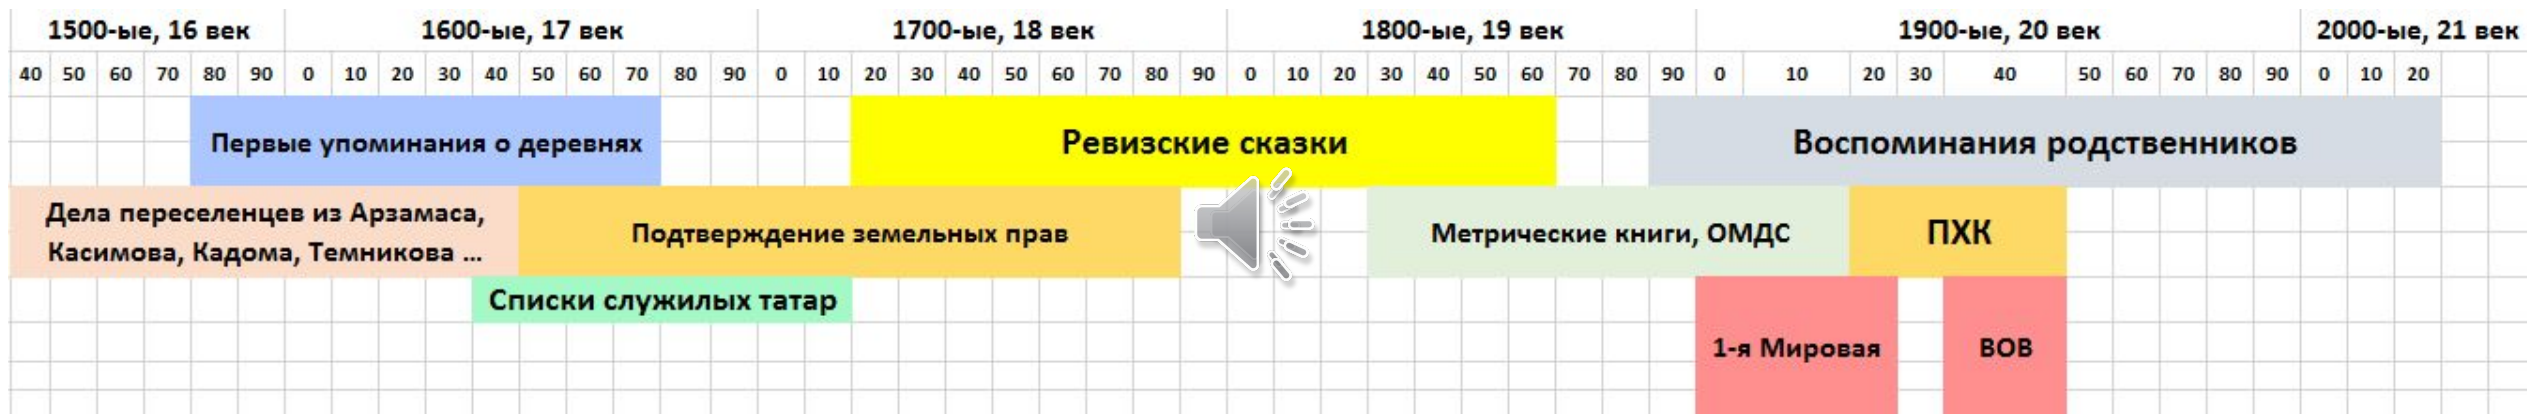 1500-ые, 16 век 1600-ые, 17 век 1700-ые, 18 век 1800-ые, 19 век 1900-ые, 20 век 2000-ые, 21 век
40 50 60 70 80 90 0 10 20 30 40 50 60 70 80 90 0 10 20 30 40 50 60 70 80 90 0 10 20 30 40 50 60 70 80 90 0 10 20 30 40 50 60 70 80 90 0 10 20
Первые упоминания о деревнях Ревизские сказки Воспоминания родственников
Дела переселенцев из Арзамаса,
Касимова, Кадома, Темникова ...
Подтверждение земельных прав Метрические книги, ОМДС ПХК
Списки служилых татар
1-я Мировая ВОВ